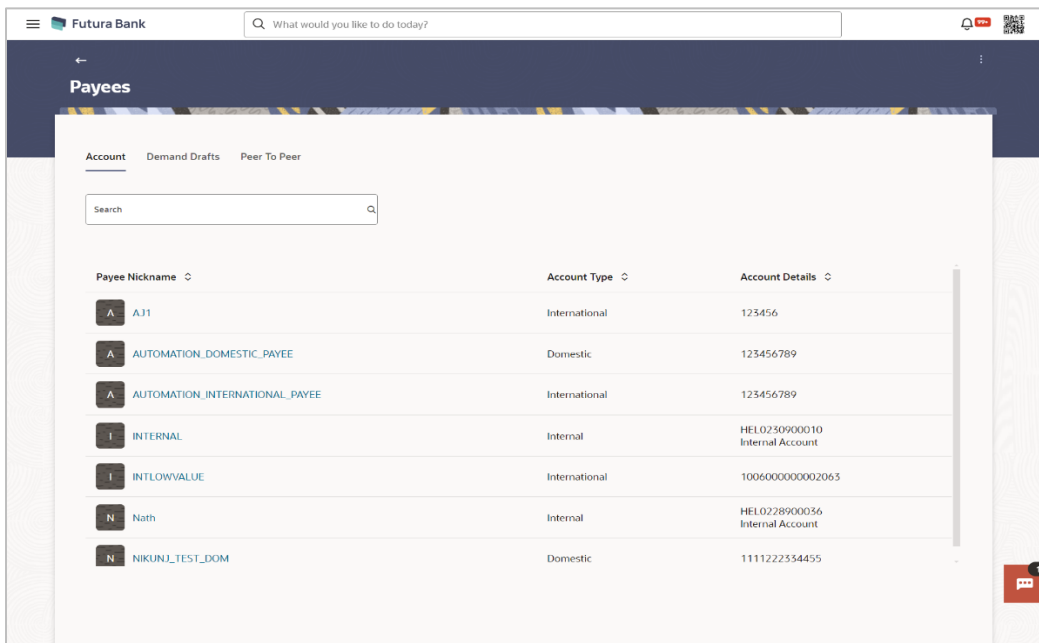 Futura Bank
What would you like to do today?
99+
Payees
Account Demand Drafts Peer To Peer
Search
Payee Nickname Account Type Account Details
A AJ1 International 123456
A AUTOMATION_DOMESTIC_PAYEE Domestic 123456789
A AUTOMATION_INTERNATIONAL_PAYEE International 123456789
I INTERNAL Internal HEL0230900010
Internal Account
I INTLOWVALUE International 1006000000002063
N Nath Internal HEL0228900036
Internal Account
N NIKUNJ_TEST_DOM Domestic 1111222334455